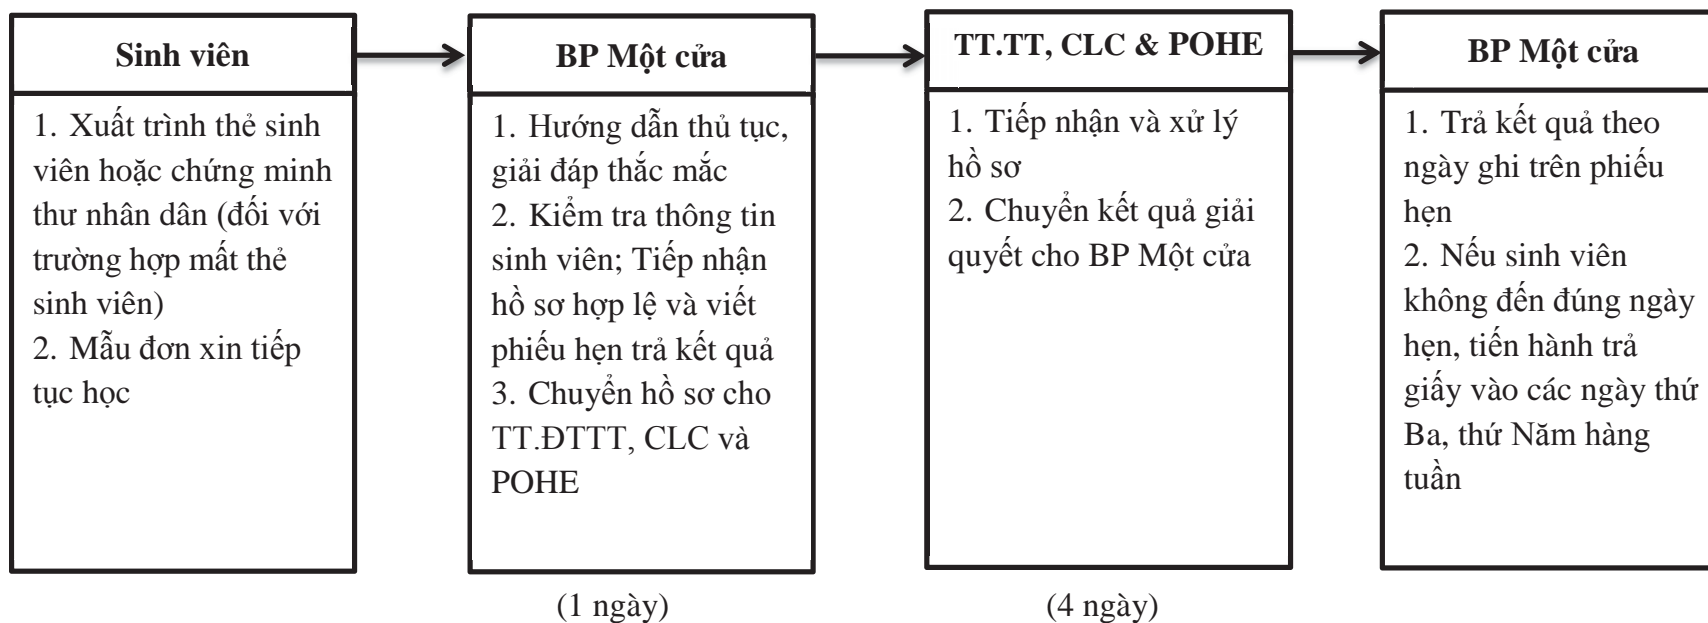 Sinh viên
1. Xuất trình thẻ sinh
viên hoặc chứng minh
thư nhân dân (đối với
trường hợp mất thẻ
sinh viên)
2. Mẫu đơn xin tiếp
tục học
BP Một cửa
1. Hướng dẫn thủ tục,
giải đáp thắc mắc
2. Kiểm tra thông tin
sinh viên; Tiếp nhận
hồ sơ hợp lệ và viết
phiếu hẹn trả kết quả
3. Chuyển hồ sơ cho
TT.ĐTTT, CLC và
POHE
(1 ngày)
TT.TT, CLC & POHE
1. Tiếp nhận và xử lý
hồ sơ
2. Chuyển kết quả giải
quyết cho BP Một cửa
(4 ngày)
BP Một cửa
1. Trả kết quả theo
ngày ghi trên phiếu
hẹn
2. Nếu sinh viên
không đến đúng ngày
hẹn, tiến hành trả
giấy vào các ngày thứ
Ba, thứ Năm hàng
tuần